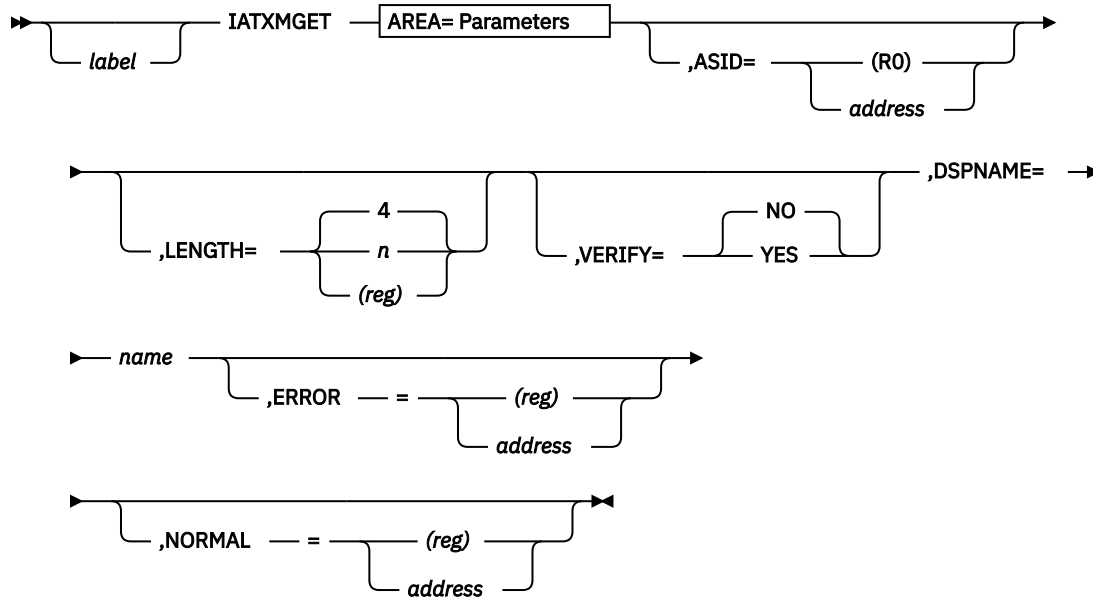 IATXMGET AREA= Parameters
label
,ASID= (R0)
address
,DSPNAME=
4 NO
,LENGTH= n ,VERIFY= YES
(reg)
name
,ERROR = (reg)
address
,NORMAL = (reg)
address